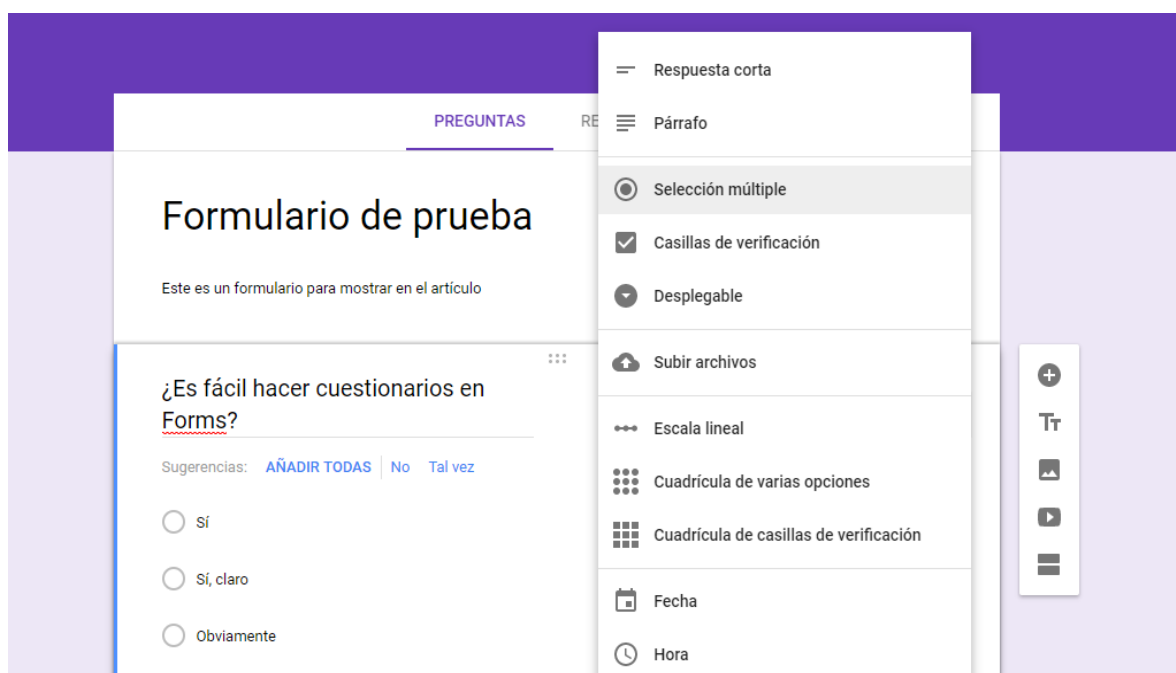 PREGUNTAS
RE
Formulario de prueba
Este es un formulario para mostrar en el artículo
¿Es fácil hacer cuestionarios en
Forms?
Sugerencias: AÑADIR TODAS No Tal vez
Sí
Sí, claro
Obviamente
Respuesta corta
Párrafo
Selección múltiple
Casillas de verificación
Desplegable
Subir archivos
Escala lineal
Cuadrícula de varias opciones
Cuadrícula de casillas de verificación
Fecha
Hora
Tт